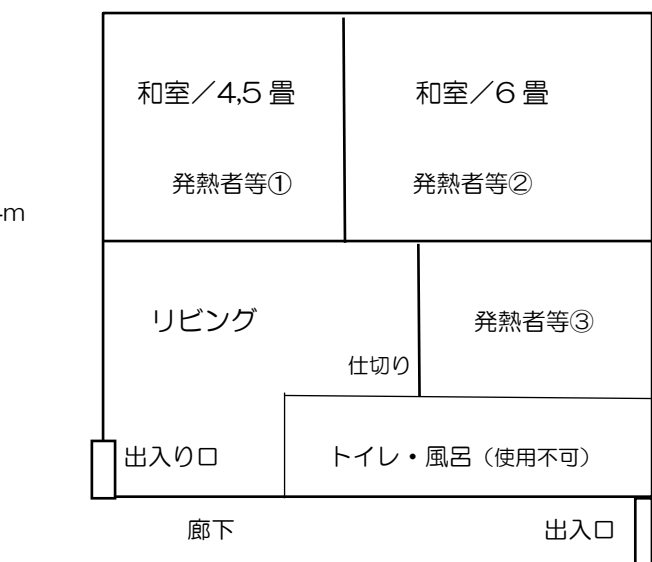 和室／4,5 畳
和室／6 畳
発熱者等①
発熱者等②
m
リビング
発熱者等③
仕切り
出入り口
トイレ・風呂（使用不可）
廊下
出入口